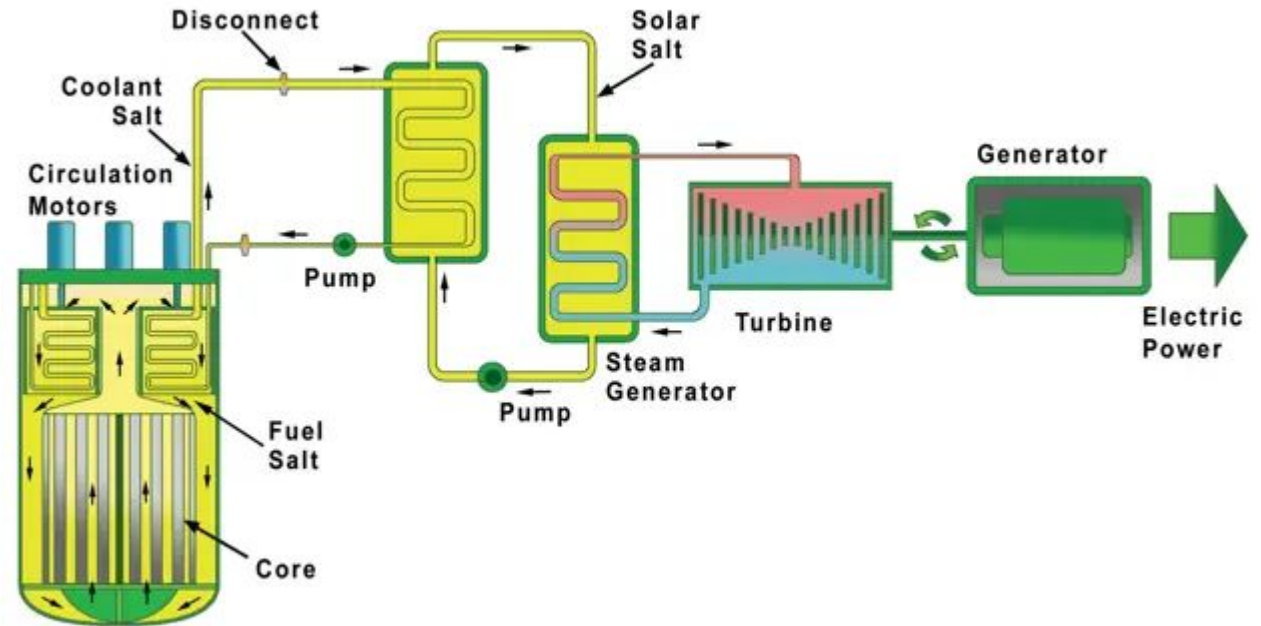 Disconnect
Solar
Salt
Coolant
Salt
Circulation
Motors
Generator
Pump
Turbine
Electric
Power
Steam
Generator
Pump
Fuel
Salt
Core